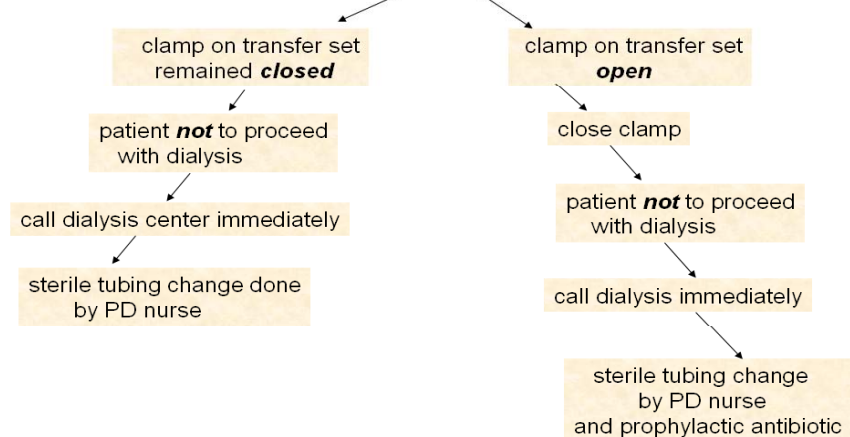 clamp on transfer set
remained closed
patient not to proceed
with dialysis
call dialysis center immediately
sterile tubing change done
by PD nurse
clamp on transfer set
open
close clamp
patient not to proceed
with dialysis
call dialysis immediately
sterile tubing change
by PD nurse
and prophylactic antibiotic